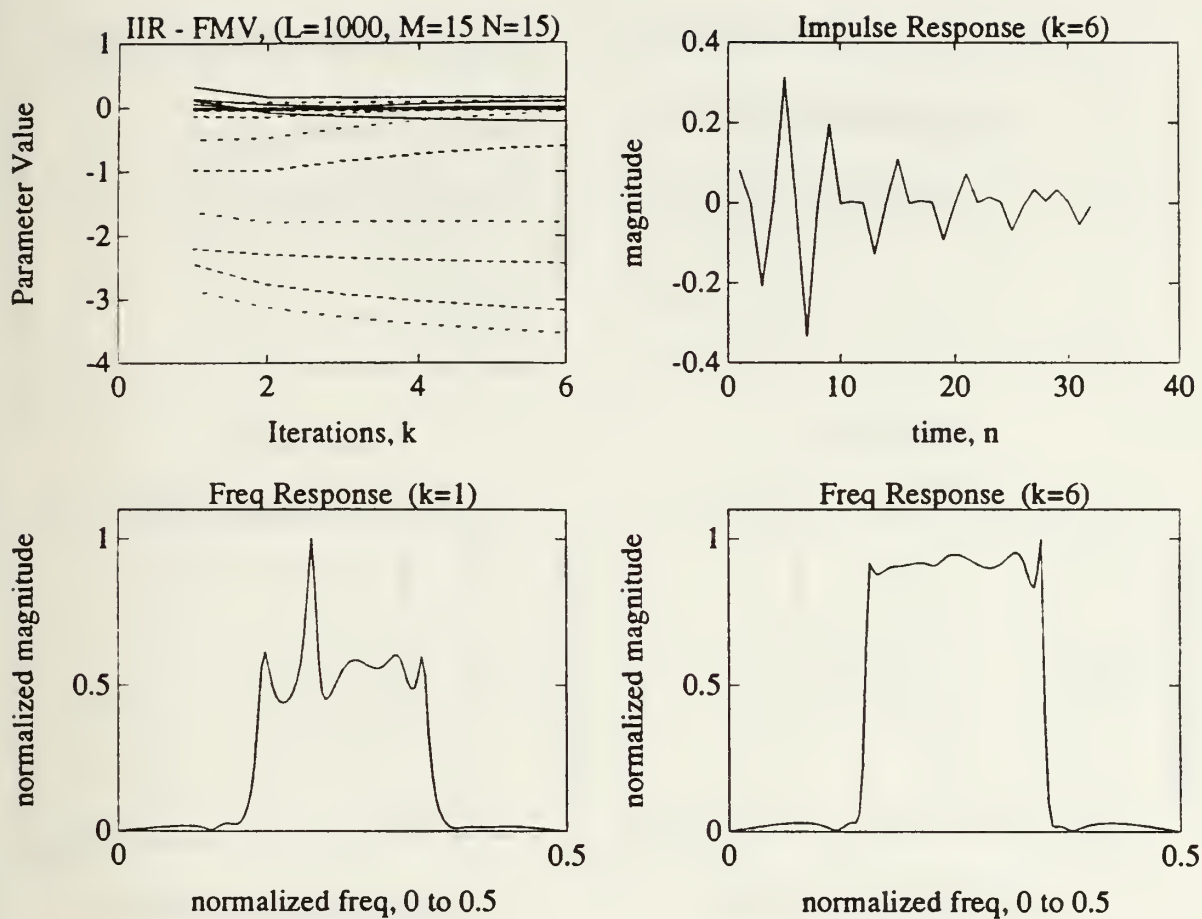 IIR - FMV, (L=1000, M=15 N=15)
1
0
-1
-2
-3
-4
0
2
4
6
Parameter Value
Iterations, k
Impulse Response (k=6)
0.4
0.2
0
-0.2
-0.4
0
10
20
30
40
magnitude
time, n
Freq Response (k=1)
1
0.5
0
0
0.5
normalized magnitude
normalized freq, 0 to 0.5
Freq Response (k=6)
1
0.5
0
0
0.5
normalized magnitude
normalized freq, 0 to 0.5